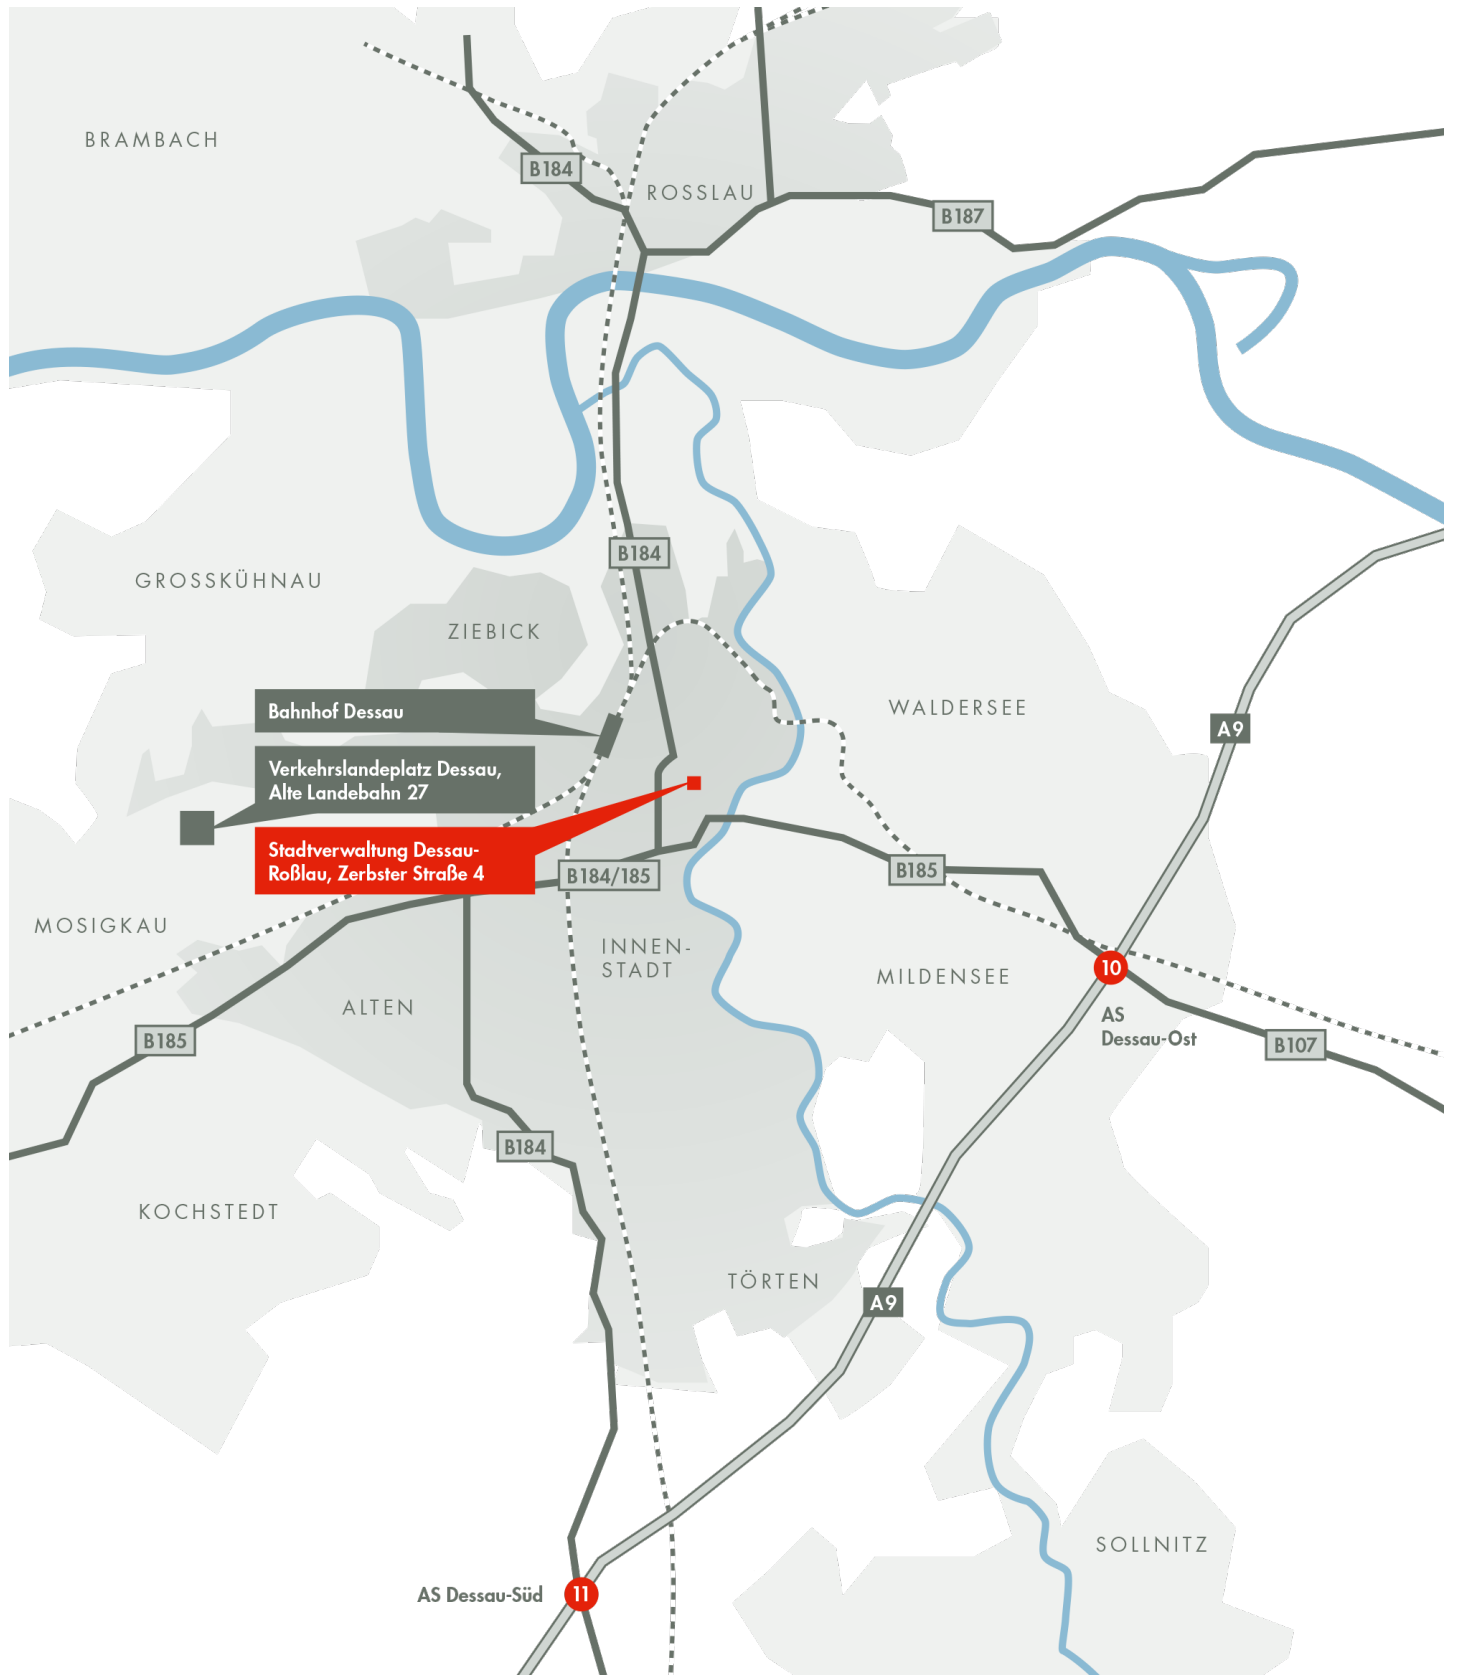 BRAMBACH
B184
ROSSLAU
B187
B184
GROSSKÜHNAU
ZIEBICK
Bahnhof Dessau
WALDERSEE
A9
Verkehrslandeplatz Dessau,
Alte Landebahn 27
Stadtverwaltung Dessau-
Roßlau, Zerbster Straße 4
B184/185
B185
MOSIGKAU
INNEN-
STADT
MILDENSEE
10
ALTEN
AS
Dessau-Ost
B185
B107
B184
KOCHSTEDT
TÖRTEN
A9
SOLLNITZ
AS Dessau-Süd
11